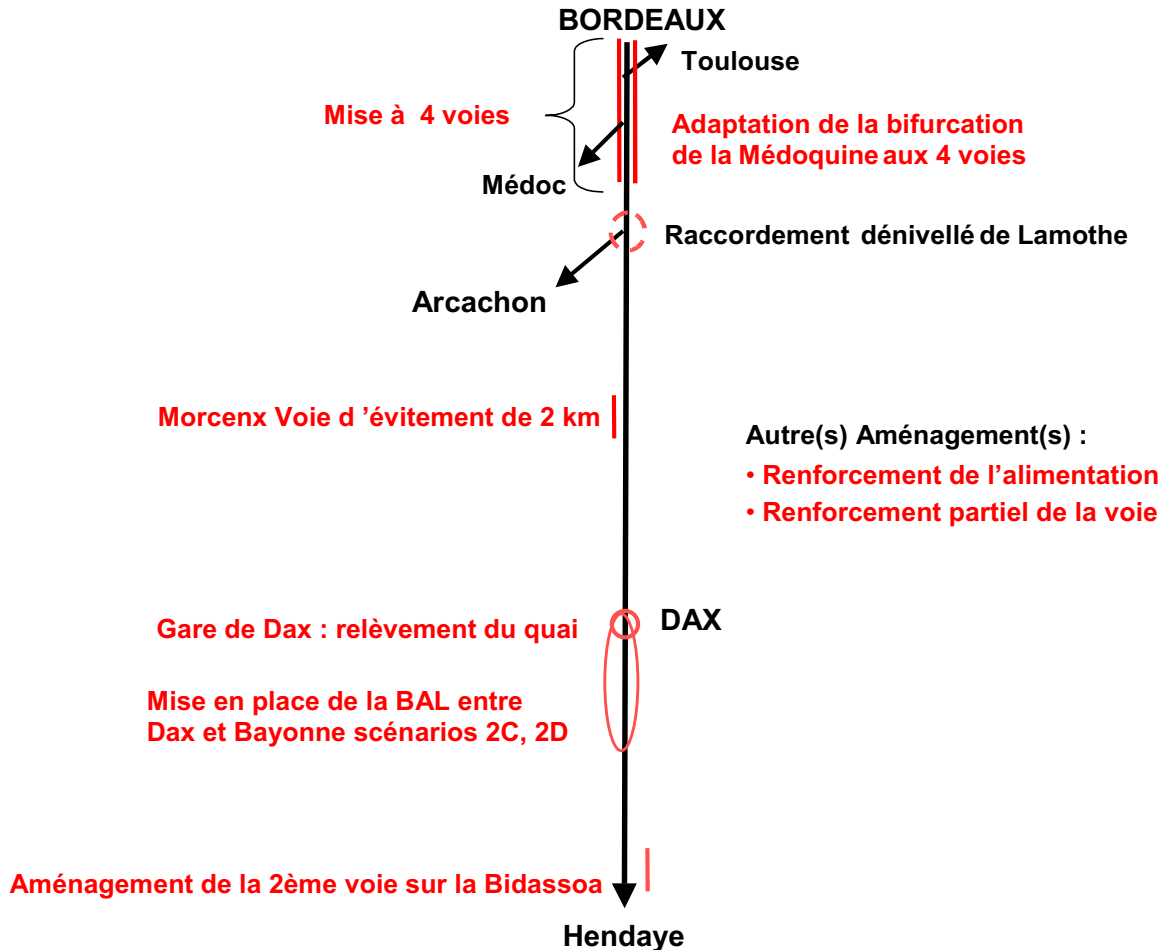 BORDEAUX
Toulouse
Mise à 4 voies
Adaptation de la bifurcation
de la Médoquine aux 4 voies
Médoc
Raccordement dénivellé de Lamothe
Arcachon
Morcenx Voie d ’évitement de 2 km
Autre(s) Aménagement(s) :
• Renforcement de l’alimentation
• Renforcement partiel de la voie
Gare de Dax : relèvement du quai
DAX
Mise en place de la BAL entre
Dax et Bayonne scénarios 2C, 2D
Aménagement de la 2ème voie sur la Bidassoa
Hendaye